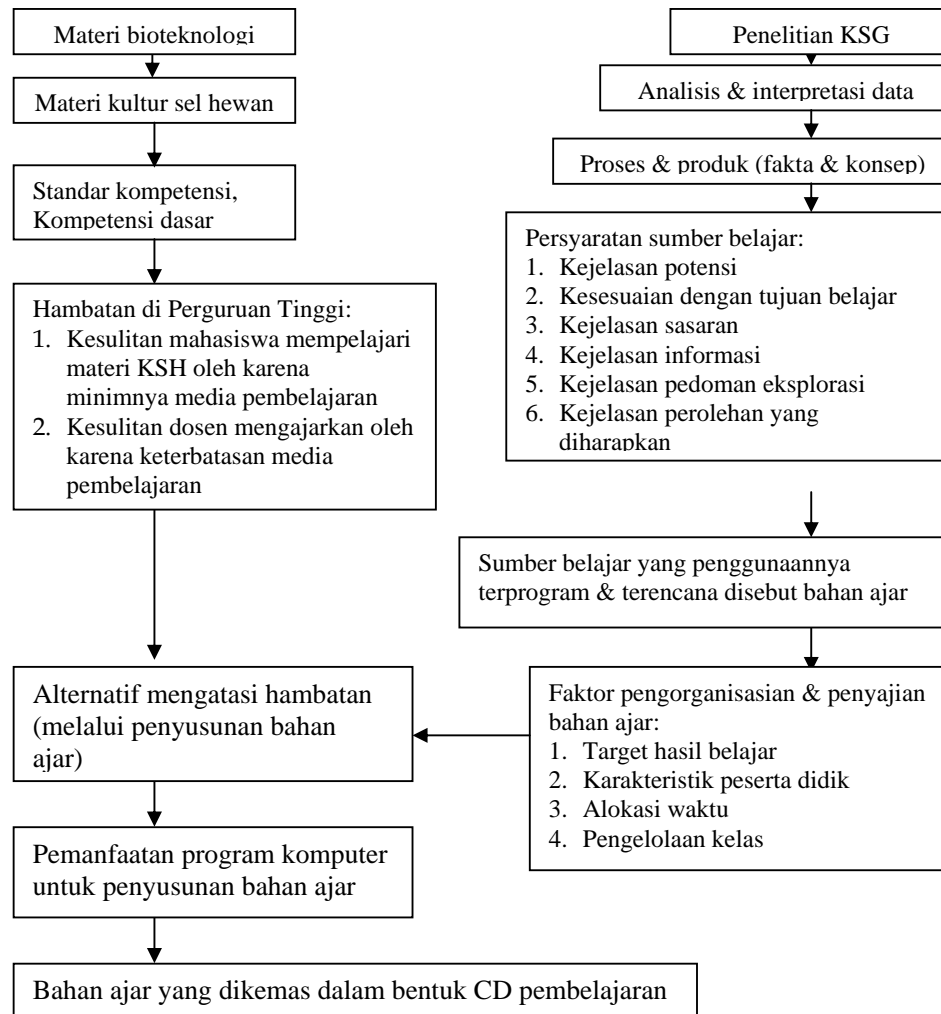 Materi bioteknologi
Materi kultur sel hewan
Standar kompetensi,
Kompetensi dasar
Hambatan di Perguruan Tinggi:
1. Kesulitan mahasiswa mempelajari
materi KSH oleh karena
minimnya media pembelajaran
2. Kesulitan dosen mengajarkan oleh
karena keterbatasan media
pembelajaran
Penelitian KSG
Analisis & interpretasi data
Proses & produk (fakta & konsep)
Persyaratan sumber belajar:
1. Kejelasan potensi
2. Kesesuaian dengan tujuan belajar
3. Kejelasan sasaran
4. Kejelasan informasi
5. Kejelasan pedoman eksplorasi
6. Kejelasan perolehan yang
diharapkan
Sumber belajar yang penggunaannya
terprogram & terencana disebut bahan ajar
Faktor pengorganisasian & penyajian
bahan ajar:
1. Target hasil belajar
2. Karakteristik peserta didik
3. Alokasi waktu
4. Pengelolaan kelas
Alternatif mengatasi hambatan
(melalui penyusunan bahan
ajar)
Pemanfaatan program komputer
untuk penyusunan bahan ajar
Bahan ajar yang dikemas dalam bentuk CD pembelajaran